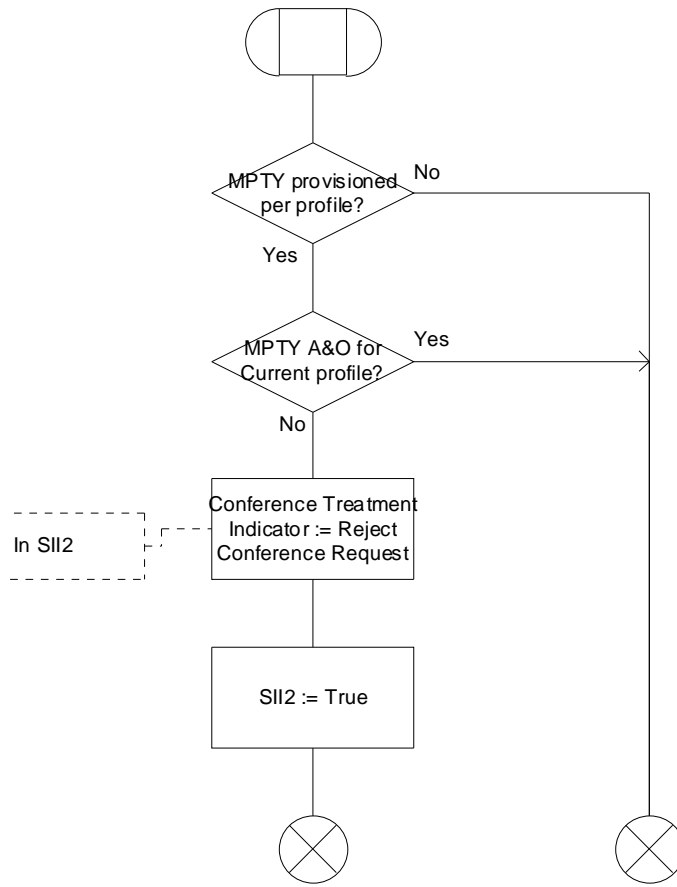 MPTY provisioned
per profile?
No
Yes
MPTY A&O for
Current profile?
Yes
No
Conference Treatment
Indicator := Reject
Conference Request
In SII2
SII2 := True